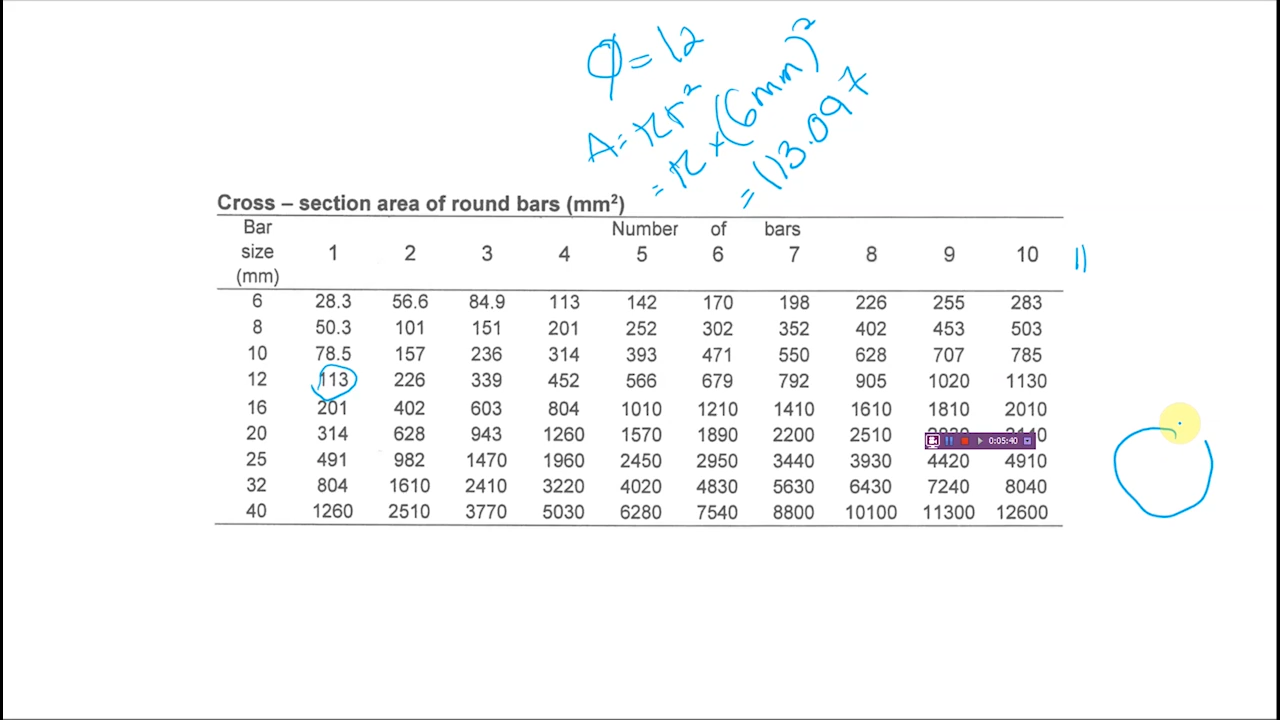 Φ = 12
A = πr²
= π × (6mm)²
= 113.097
Cross – section area of round bars (mm²)
Bar size (mm) Number of bars
1 2 3 4 5 6 7 8 9 10 11
6 28.3 56.6 84.9 113 142 170 198 226 255 283
8 50.3 101 151 201 252 302 352 402 453 503
10 78.5 157 236 314 393 471 550 628 707 785
12 113 226 339 452 566 679 792 905 1020 1130
16 201 402 603 804 1010 1210 1410 1610 1810 2010
20 314 628 943 1260 1570 1890 2200 2510
0:05:40
25 491 982 1470 1960 2450 2950 3440 3930 4420 4910
32 804 1610 2410 3220 4020 4830 5630 6430 7240 8040
40 1260 2510 3770 5030 6280 7540 8800 10100 11300 12600